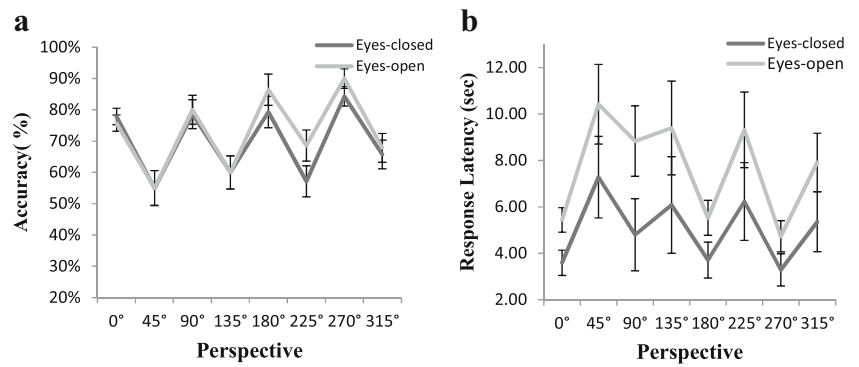 a
Eyes-closed
Eyes-open
100%
90%
80%
70%
60%
50%
40%
30%
20%
Accuracy( %)
0° 45° 90° 135° 180° 225° 270° 315°
Perspective
b
Eyes-closed
Eyes-open
12.00
10.00
8.00
6.00
4.00
2.00
Response Latency (sec)
0° 45° 90° 135° 180° 225° 270° 315°
Perspective